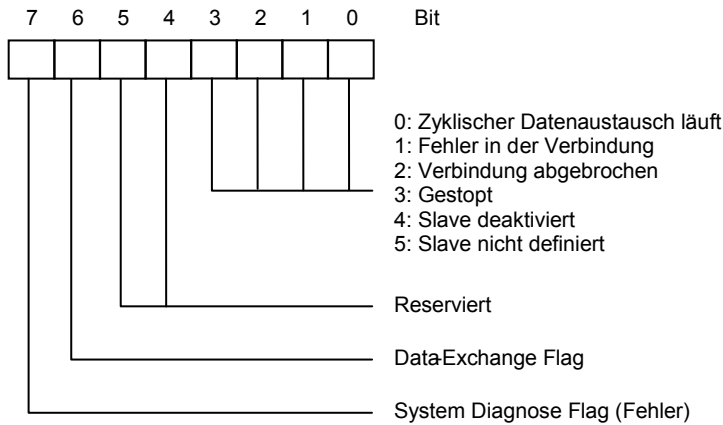 7 6 5 4 3 2 1 0 Bit
0: Zyklischer Datenaustausch läuft
1: Fehler in der Verbindung
2: Verbindung abgebrochen
3: Gestopt
4: Slave deaktiviert
5: Slave nicht definiert
Reserviert
Data-Exchange Flag
System Diagnose Flag (Fehler)